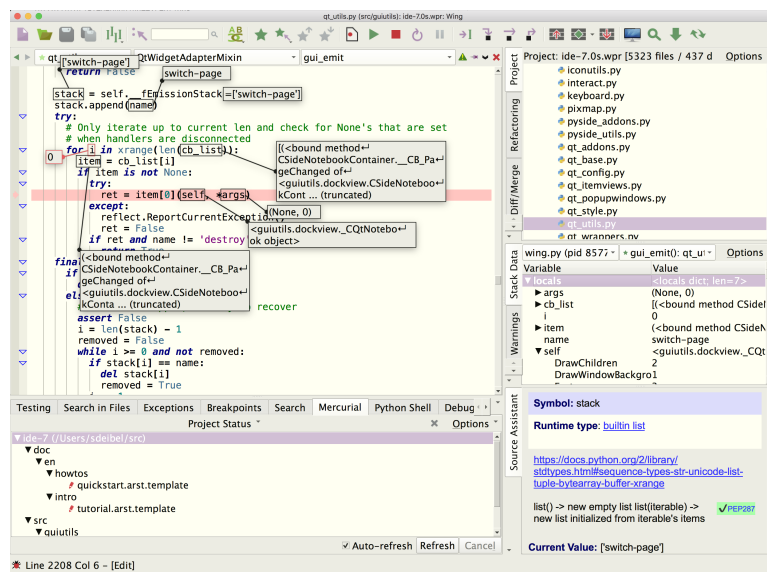 qt_utils.py (src/guiutils): ide-7.0s.wpr: Wing
CQtWidgetAdapterMixin
gui_emit
['switch-page']
return False
switch-page
stack = self.__fEmissionStack
=['switch-page']
stack.append(name)
try:
# Only iterate up to current len and check for None's that are set
# when handlers are disconnected
0
for i in xrange(len(cb_list)):
item = cb_list[i]
if item is not None:
try:
ret = item[0](self, *args)
except:
reflect.ReportCurrentException()
ret = False
if ret and name != 'destroy
[(<bound method↵
CSideNotebookContainer.__CB_Pa↵
geChanged of↵
<guiutils.dockview.CSideNoteboo↵
kCont ... (truncated)
(None, 0)
<guiutils.dockview._CQtNotebo↵
ok object>
(<bound method↵
CSideNotebookContainer.__CB_Pa↵
geChanged of↵
<guiutils.dockview.CSideNoteboo↵
kConta ... (truncated)
if
to recover
assert False
i = len(stack) - 1
removed = False
while i >= 0 and not removed:
if stack[i] == name:
del stack[i]
removed = True
Project
Refactoring
Diff/Merge
Project: ide-7.0s.wpr [5323 files / 437 d
Options
iconutils.py
interact.py
keyboard.py
pixmap.py
pyside_addons.py
pyside_utils.py
qt_addons.py
qt_base.py
qt_config.py
qt_itemviews.py
qt_popupwindows.py
qt_style.py
qt_utils.py
qt_wrappers.py
Stack Data
Warnings
wing.py (pid 8577
gui_emit(): qt_ut
Options
Variable Value
locals <locals dict; len=7>
args (None, 0)
cb_list [(<bound method CSideN
i 0
item (<bound method CSideN
name switch-page
self <guiutils.dockview._CQt
DrawChildren 2
DrawWindowBackgro 1
Testing Search in Files Exceptions Breakpoints Search Mercurial Python Shell Debug
Project Status
Options
ide-7 (/Users/sdeibel/src)
doc
en
howtos
quickstart.arst.template
intro
tutorial.arst.template
src
guiutils
Auto-refresh Refresh Cancel
Source Assistant
Symbol: stack
Runtime type: builtin list
https://docs.python.org/2/library/
stdtypes.html#sequence-types-str-unicode-list-
tuple-bytearray-buffer-xrange
list() -> new empty list list(iterable) ->
new list initialized from iterable's items
PEP287
Current Value: ['switch-page']
Line 2208 Col 6 - [Edit]